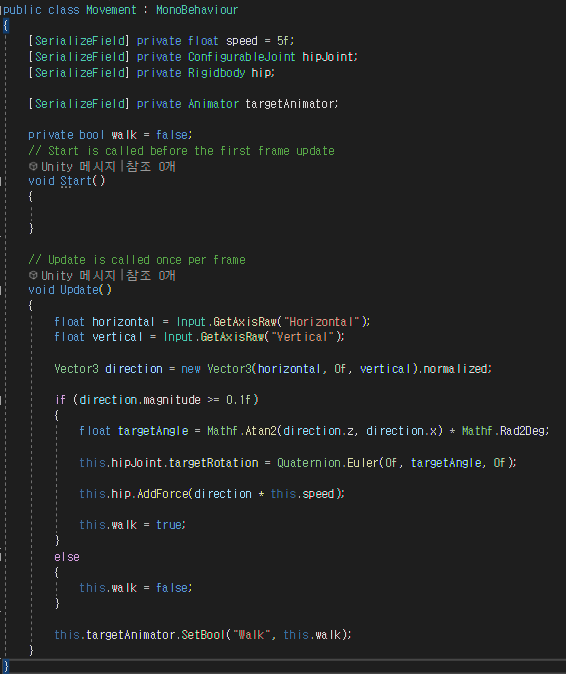 public class Movement : MonoBehaviour
{
[SerializeField] private float speed = 5f;
[SerializeField] private ConfigurableJoint hipJoint;
[SerializeField] private Rigidbody hip;
[SerializeField] private Animator targetAnimator;
private bool walk = false;
// Start is called before the first frame update
Unity 메시지|참조 0개
void Start()
{
}
// Update is called once per frame
Unity 메시지|참조 0개
void Update()
{
float horizontal = Input.GetAxisRaw("Horizontal");
float vertical = Input.GetAxisRaw("Vertical");
Vector3 direction = new Vector3(horizontal, 0f, vertical).normalized;
if (direction.magnitude >= 0.1f)
{
float targetAngle = Mathf.Atan2(direction.z, direction.x) * Mathf.Rad2Deg;
this.hipJoint.targetRotation = Quaternion.Euler(0f, targetAngle, 0f);
this.hip.AddForce(direction * this.speed);
this.walk = true;
}
else
{
this.walk = false;
}
this.targetAnimator.SetBool("Walk", this.walk);
}
}